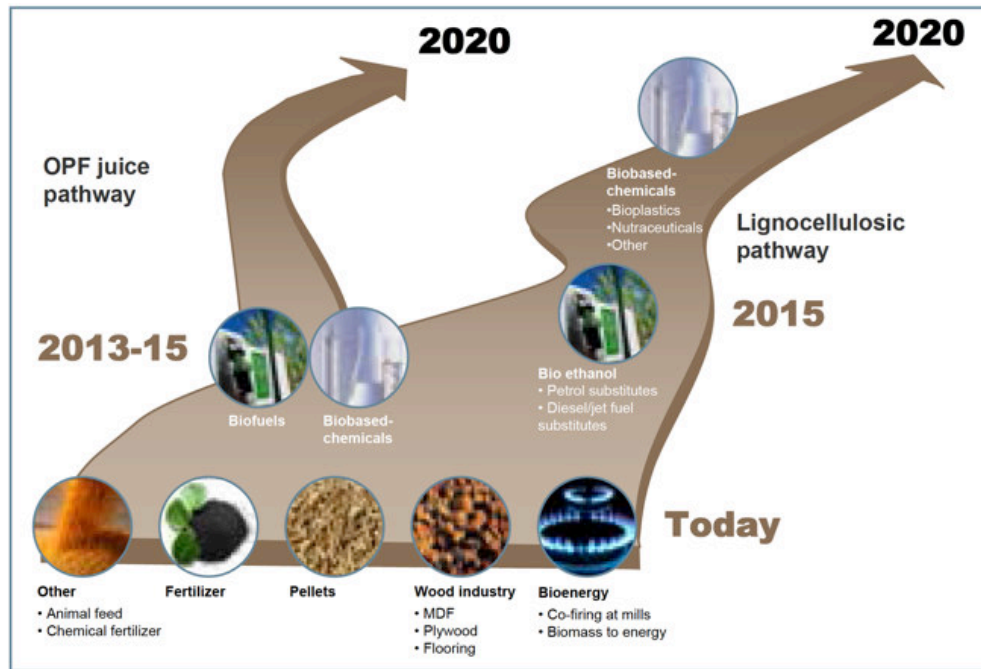 2020
2020
OPF juice
pathway
Biobased-
chemicals
•Bioplastics
•Nutraceuticals
•Other
Lignocellulosic
pathway
2013-15
2015
Biofuels
Biobased-
chemicals
Bio ethanol
• Petrol substitutes
• Diesel/jet fuel
substitutes
Today
Other
• Animal feed
• Chemical fertilizer
Fertilizer
Pellets
Wood industry
• MDF
• Plywood
• Flooring
Bioenergy
• Co-firing at mills
• Biomass to energy